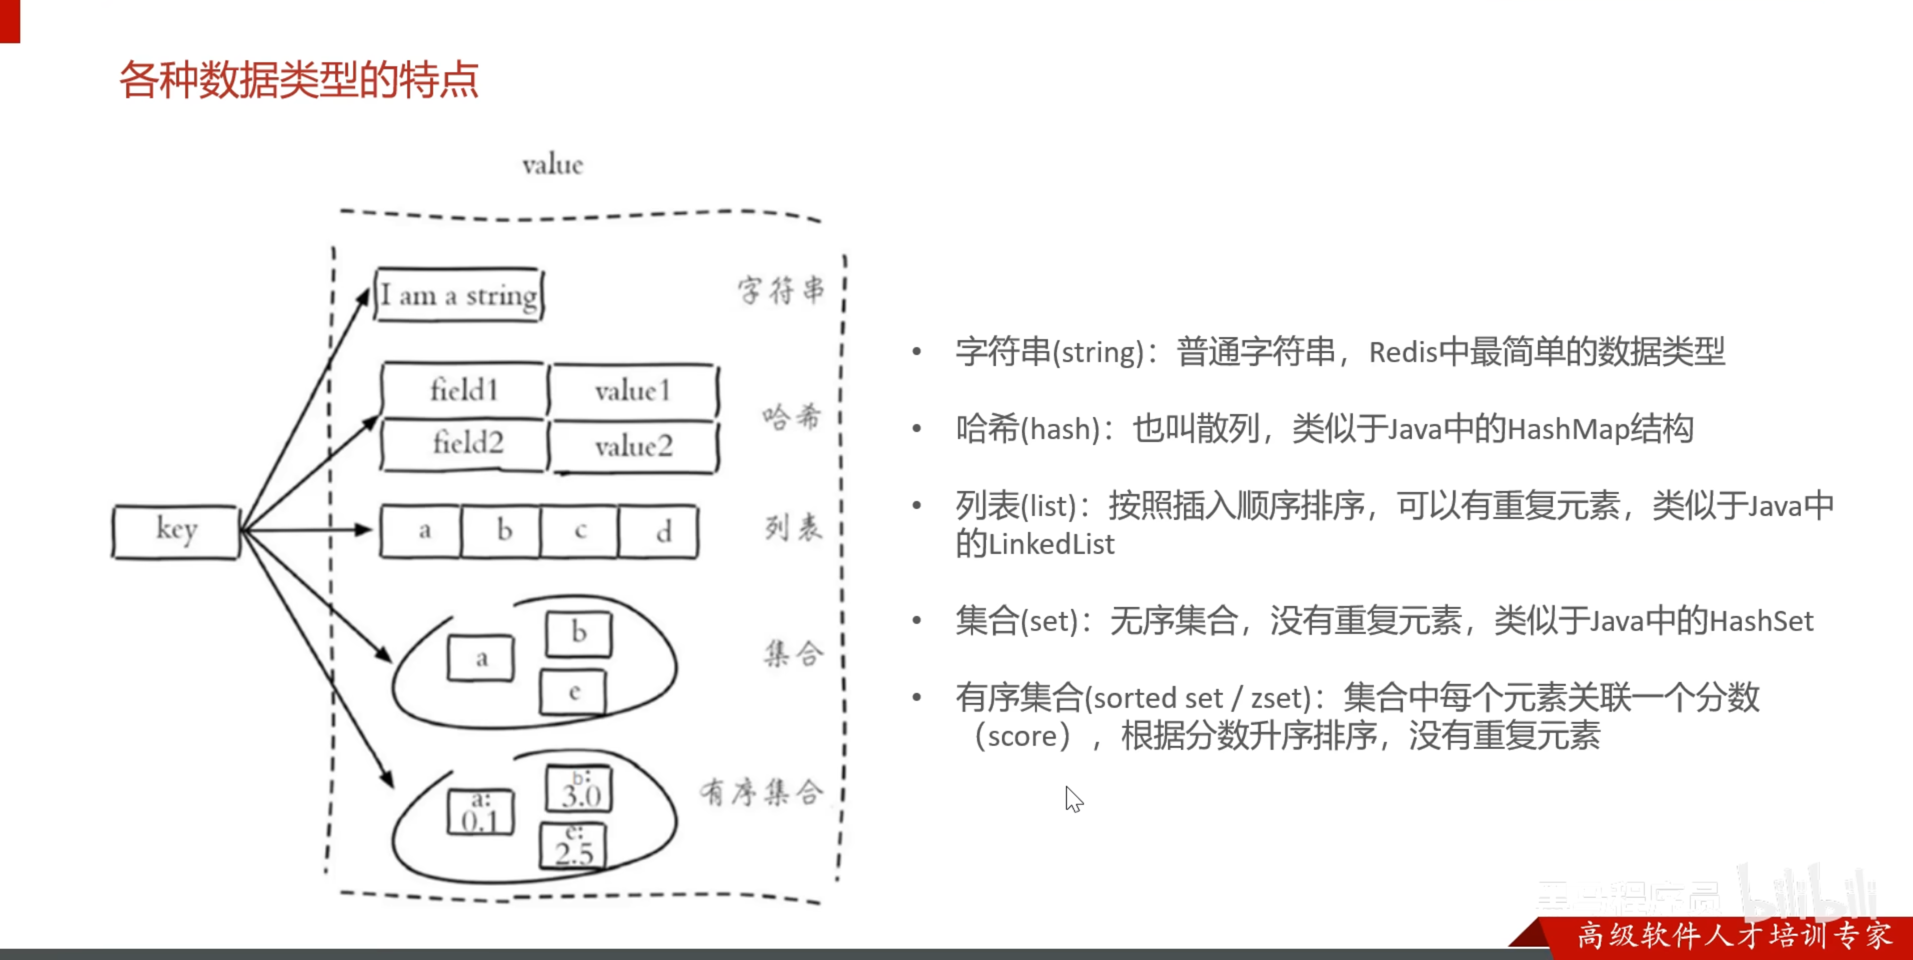 各种数据类型的特点
value
I am a string
字符串
field1 value1
field2 value2
哈希
key
a b c d
列表
a
b
e
集合
a:
0.1
b:
3.0
e:
2.5
有序集合
• 字符串(string)：普通字符串，Redis中最简单的数据类型
• 哈希(hash)：也叫散列，类似于Java中的HashMap结构
• 列表(list)：按照插入顺序排序，可以有重复元素，类似于Java中
的LinkedList
• 集合(set)：无序集合，没有重复元素，类似于Java中的HashSet
• 有序集合(sorted set / zset)：集合中每个元素关联一个分数
（score），根据分数升序排序，没有重复元素
黑马程序员
bilibili
高级软件人才培训专家